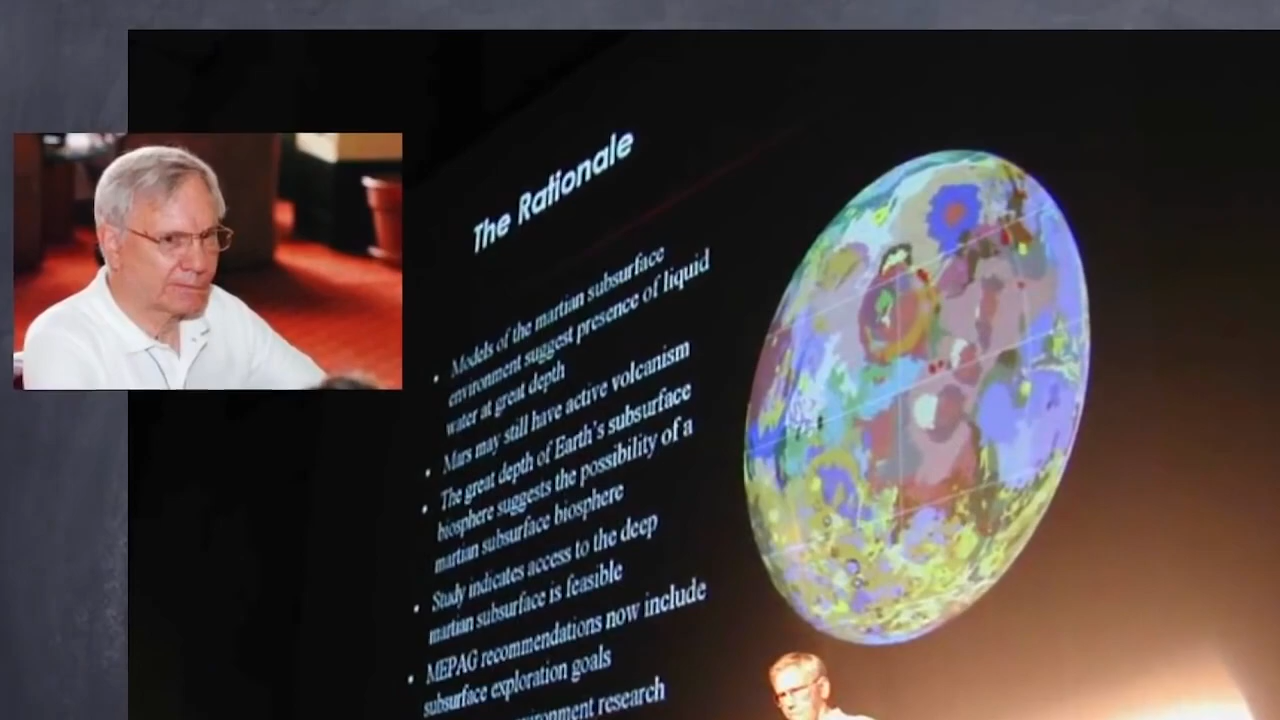 The Rationale
• Models of the martian subsurface
environment suggest presence of liquid
water at great depth
• Mars may still have active volcanism
• The great depth of Earth's subsurface
biosphere suggests the possibility of a
martian subsurface biosphere
• Study indicates access to the deep
martian subsurface is feasible
• MEPAG recommendations now include
subsurface exploration goals
research